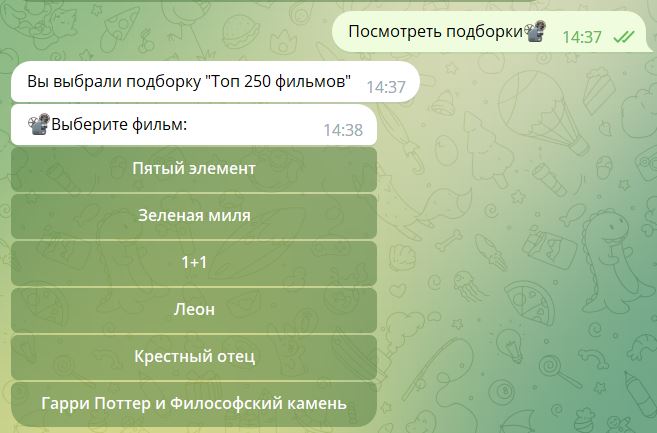 Посмотреть подборки📽 14:37
Вы выбрали подборку "Топ 250 фильмов" 14:37
📽Выберите фильм: 14:38
Пятый элемент
Зеленая миля
1+1
Леон
Крестный отец
Гарри Поттер и Философский камень